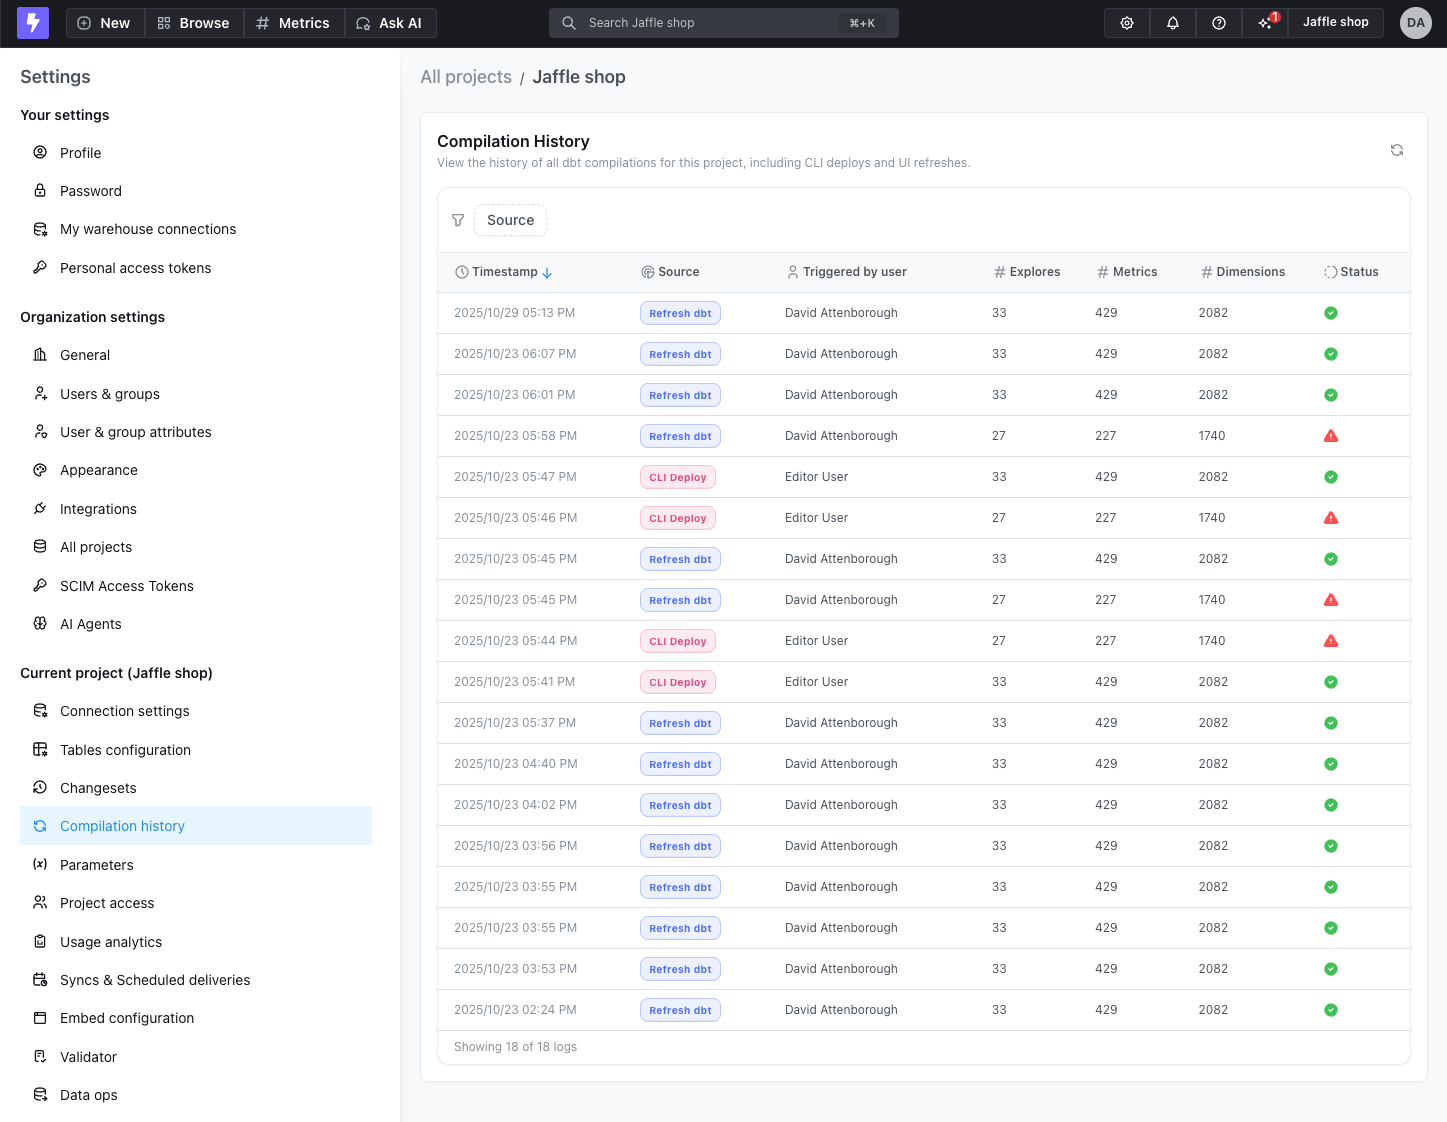 New
Browse
Metrics
Ask AI
Search Jaffle shop
⌘+K
1
Jaffle shop
DA
Settings
Your settings
Profile
Password
My warehouse connections
Personal access tokens
Organization settings
General
Users & groups
User & group attributes
Appearance
Integrations
All projects
SCIM Access Tokens
AI Agents
Current project (Jaffle shop)
Connection settings
Tables configuration
Changesets
Compilation history
Parameters
Project access
Usage analytics
Syncs & Scheduled deliveries
Embed configuration
Validator
Data ops
All projects / Jaffle shop
Compilation History
View the history of all dbt compilations for this project, including CLI deploys and UI refreshes.
Source
Timestamp Source Triggered by user Explores Metrics Dimensions Status
2025/10/29 05:13 PM Refresh dbt David Attenborough 33 429 2082
2025/10/23 06:07 PM Refresh dbt David Attenborough 33 429 2082
2025/10/23 06:01 PM Refresh dbt David Attenborough 33 429 2082
2025/10/23 05:58 PM Refresh dbt David Attenborough 27 227 1740
2025/10/23 05:47 PM CLI Deploy Editor User 33 429 2082
2025/10/23 05:46 PM CLI Deploy Editor User 27 227 1740
2025/10/23 05:45 PM Refresh dbt David Attenborough 33 429 2082
2025/10/23 05:45 PM Refresh dbt David Attenborough 27 227 1740
2025/10/23 05:44 PM CLI Deploy Editor User 27 227 1740
2025/10/23 05:41 PM CLI Deploy Editor User 33 429 2082
2025/10/23 05:37 PM Refresh dbt David Attenborough 33 429 2082
2025/10/23 04:40 PM Refresh dbt David Attenborough 33 429 2082
2025/10/23 04:02 PM Refresh dbt David Attenborough 33 429 2082
2025/10/23 03:56 PM Refresh dbt David Attenborough 33 429 2082
2025/10/23 03:55 PM Refresh dbt David Attenborough 33 429 2082
2025/10/23 03:55 PM Refresh dbt David Attenborough 33 429 2082
2025/10/23 03:53 PM Refresh dbt David Attenborough 33 429 2082
2025/10/23 02:24 PM Refresh dbt David Attenborough 33 429 2082
Showing 18 of 18 logs